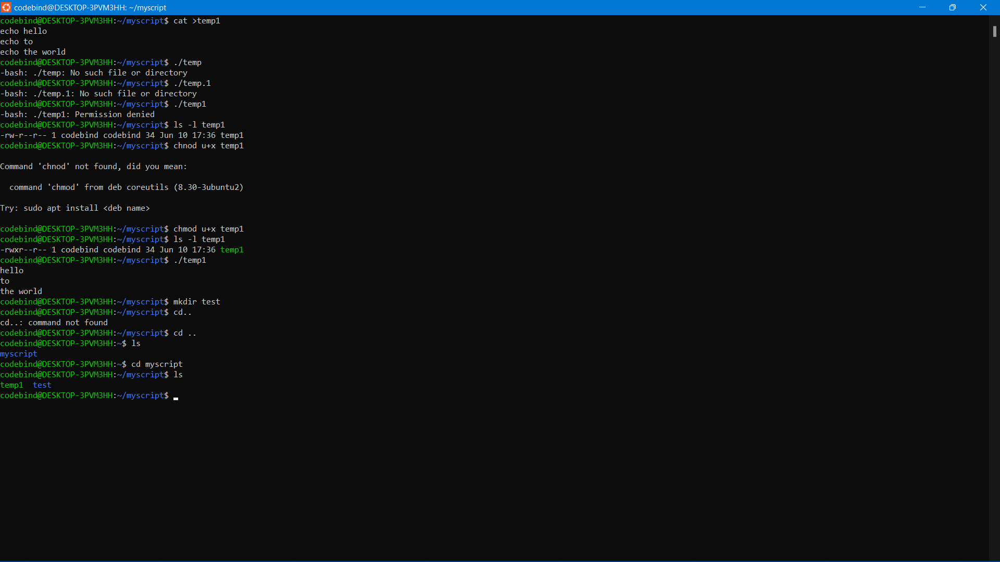 codebind@DESKTOP-3PVM3HH: ~/myscript
codebind@DESKTOP-3PVM3HH:~/myscript$ cat >temp1
echo hello
echo to
echo the world
codebind@DESKTOP-3PVM3HH:~/myscript$ ./temp
-bash: ./temp: No such file or directory
codebind@DESKTOP-3PVM3HH:~/myscript$ ./temp.1
-bash: ./temp.1: No such file or directory
codebind@DESKTOP-3PVM3HH:~/myscript$ ./temp1
-bash: ./temp1: Permission denied
codebind@DESKTOP-3PVM3HH:~/myscript$ ls -l temp1
-rw-r--r-- 1 codebind codebind 34 Jun 10 17:36 temp1
codebind@DESKTOP-3PVM3HH:~/myscript$ chnod u+x temp1
Command 'chnod' not found, did you mean:
  command 'chmod' from deb coreutils (8.30-3ubuntu2)
Try: sudo apt install <deb name>
codebind@DESKTOP-3PVM3HH:~/myscript$ chmod u+x temp1
codebind@DESKTOP-3PVM3HH:~/myscript$ ls -l temp1
-rwxr--r-- 1 codebind codebind 34 Jun 10 17:36 temp1
codebind@DESKTOP-3PVM3HH:~/myscript$ ./temp1
hello
to
the world
codebind@DESKTOP-3PVM3HH:~/myscript$ mkdir test
codebind@DESKTOP-3PVM3HH:~/myscript$ cd..
cd..: command not found
codebind@DESKTOP-3PVM3HH:~/myscript$ cd ..
codebind@DESKTOP-3PVM3HH:~$ ls
myscript
codebind@DESKTOP-3PVM3HH:~$ cd myscript
codebind@DESKTOP-3PVM3HH:~/myscript$ ls
temp1  test
codebind@DESKTOP-3PVM3HH:~/myscript$